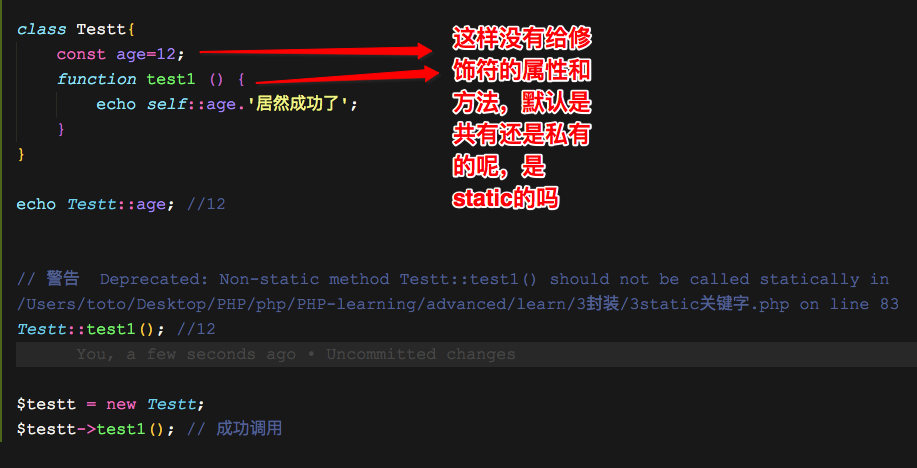 class Testt{
const age=12;
function test1 () {
echo self::age.'居然成功了';
}
}
这样没有给修
饰符的属性和
方法，默认是
共有还是私有
的呢，是
static的吗
echo Testt::age; //12
// 警告  Deprecated: Non-static method Testt::test1() should not be called statically in
/Users/toto/Desktop/PHP/php/PHP-learning/advanced/learn/3封装/3static关键字.php on line 83
Testt::test1(); //12
You, a few seconds ago • Uncommitted changes
$testt = new Testt;
$testt->test1(); // 成功调用